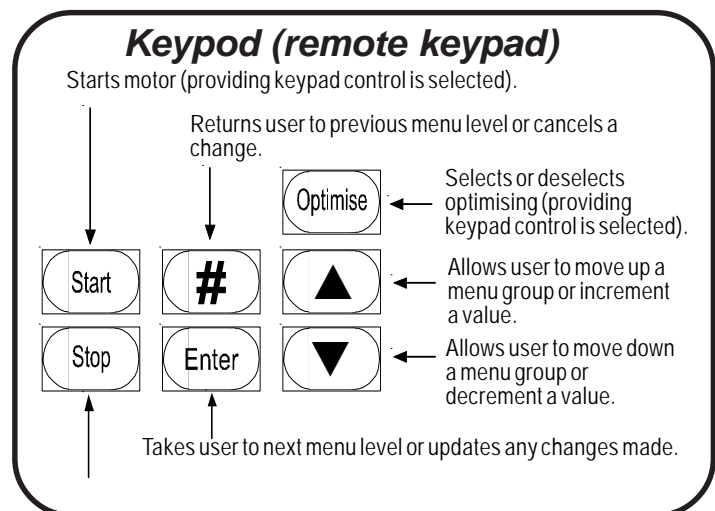 Keypod (remote keypad)
Starts motor (providing keypad control is selected).
Returns user to previous menu level or cancels a
change.
Optimise
Selects or deselects
optimising (providing
keypad control is selected).
Start
#
▲
Allows user to move up a
menu group or increment
a value.
Stop
Enter
▼
Allows user to move down
a menu group or
decrement a value.
Takes user to next menu level or updates any changes made.